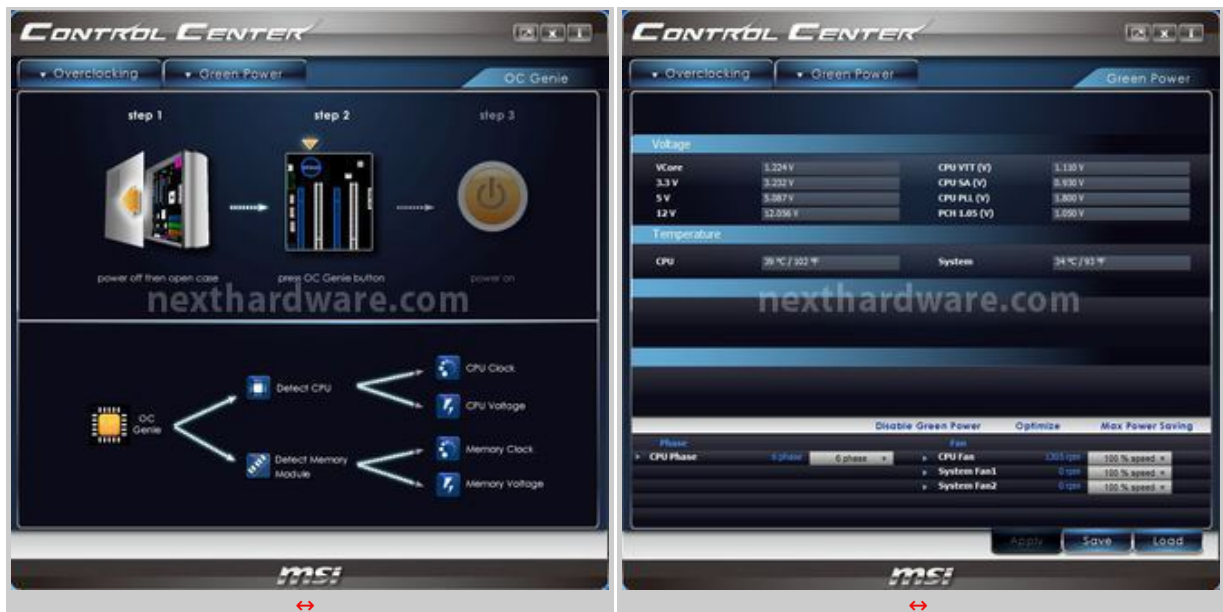 CONTROL CENTER
Overclocking
Green Power
OC Genie
step 1
step 2
step 3
power off then open case
press OC Genie button
power on
nexthardware.com
OC Genie
Detect CPU
CPU Clock
CPU Voltage
Detect Memory Module
Memory Clock
Memory Voltage
msi
CONTROL CENTER
Overclocking
Green Power
Green Power
Voltage
VCore 1.224 V CPU VTT (V) 1.110 V
3.3 V 3.232 V CPU SA (V) 0.930 V
5 V 5.087 V CPU PLL (V) 1.800 V
12 V 12.056 V PCH 1.05 (V) 1.050 V
Temperature
CPU 39 °C / 102 °F System 34 °C / 93 °F
nexthardware.com
Disable Green Power Optimize Max Power Saving
Phase Fan
CPU Phase 6 phase 6 phase CPU Fan 100 % speed
System Fan1 0 rpm 100 % speed
System Fan2 0 rpm 100 % speed
Apply Save Load
msi